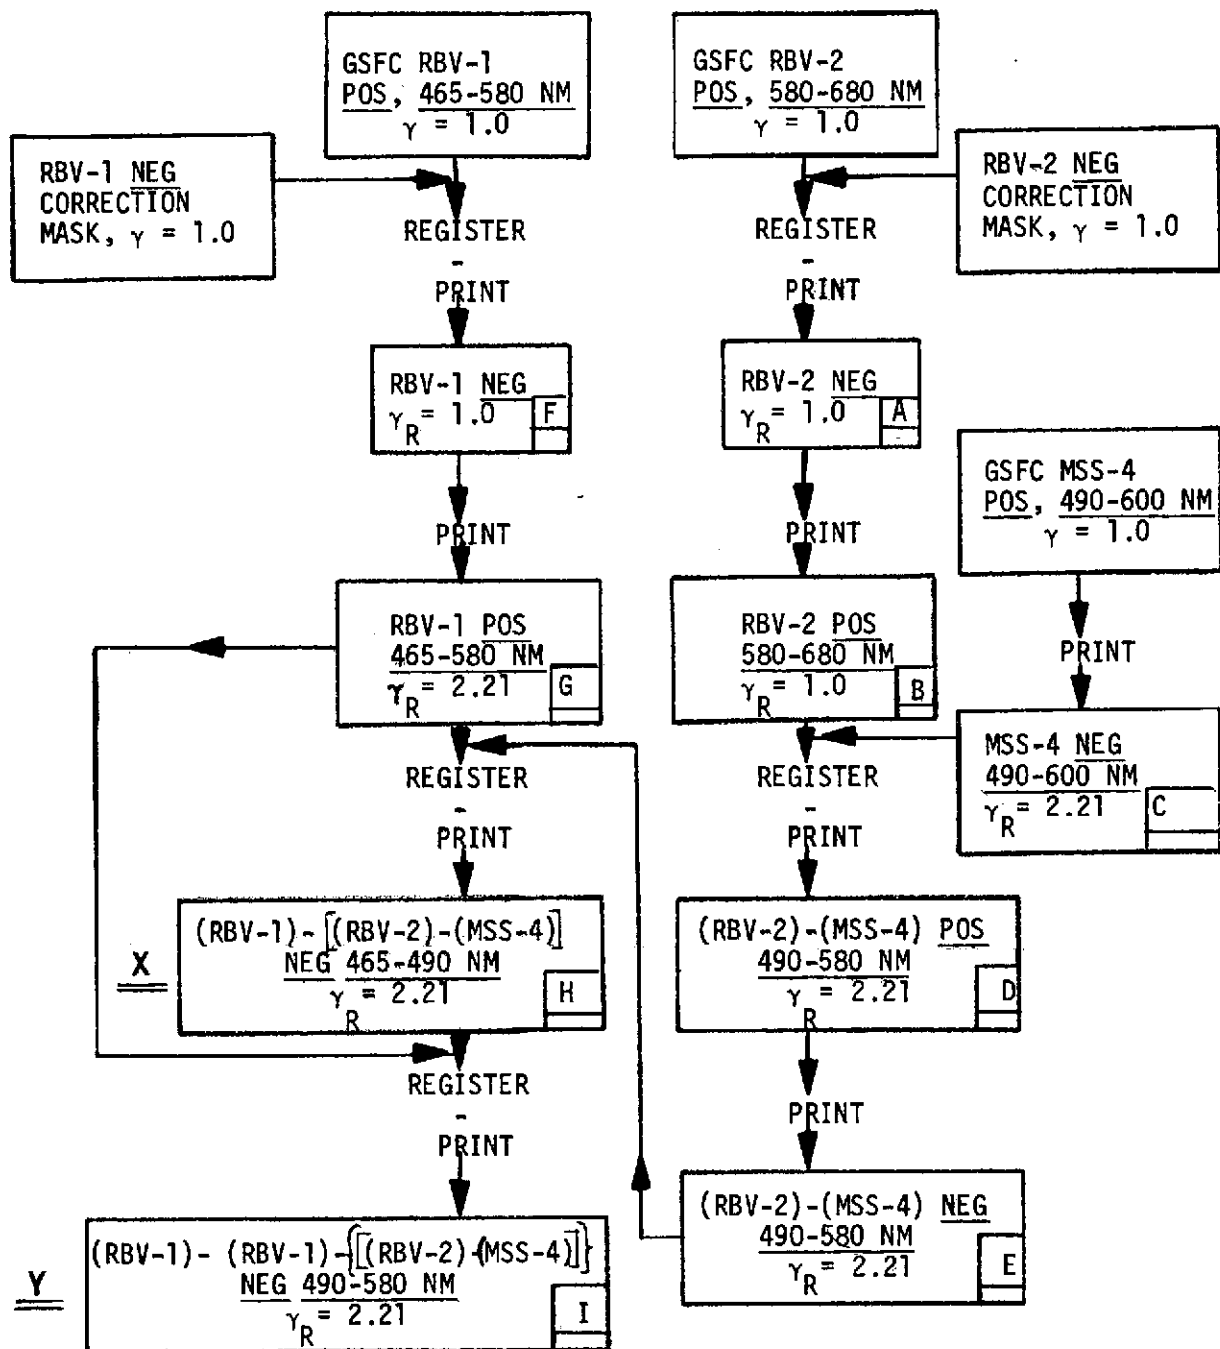 GSFC RBV-1
POS, 465-580 NM
γ = 1.0
GSFC RBV-2
POS, 580-680 NM
γ = 1.0
RBV-1 NEG
CORRECTION
MASK, γ = 1.0
RBV-2 NEG
CORRECTION
MASK, γ = 1.0
REGISTER
-
PRINT
REGISTER
-
PRINT
RBV-1 NEG
γR = 1.0
F
RBV-2 NEG
γR = 1.0
A
GSFC MSS-4
POS, 490-600 NM
γ = 1.0
PRINT
PRINT
PRINT
RBV-1 POS
465-580 NM
γR = 2.21
G
RBV-2 POS
580-680 NM
γR = 1.0
B
MSS-4 NEG
490-600 NM
γR = 2.21
C
REGISTER
-
PRINT
REGISTER
-
PRINT
X
(RBV-1)-[(RBV-2)-(MSS-4)]
NEG 465-490 NM
γR = 2.21
H
(RBV-2)-(MSS-4) POS
490-580 NM
γR = 2.21
D
REGISTER
-
PRINT
PRINT
(RBV-2)-(MSS-4) NEG
490-580 NM
γR = 2.21
E
Y
(RBV-1)- (RBV-1)-{[(RBV-2)-(MSS-4)]}
NEG 490-580 NM
γR = 2.21
I